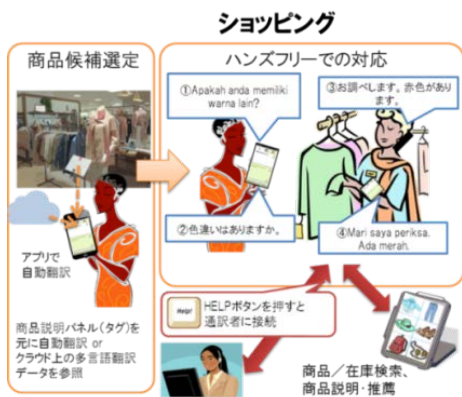 ショッピング
商品候補選定
アプリで
自動翻訳
商品説明パネル(タグ)を
元に自動翻訳 or
クラウド上の多言語翻訳
データを参照
ハンズフリーでの対応
①Apakah anda memiliki
warna lain?
②色違いはありますか。
③お調べします。赤色があり
ます。
④Mari saya periksa.
Ada merah.
Help!
HELPボタンを押すと
通訳者に接続
商品/在庫検索、
商品説明・推薦